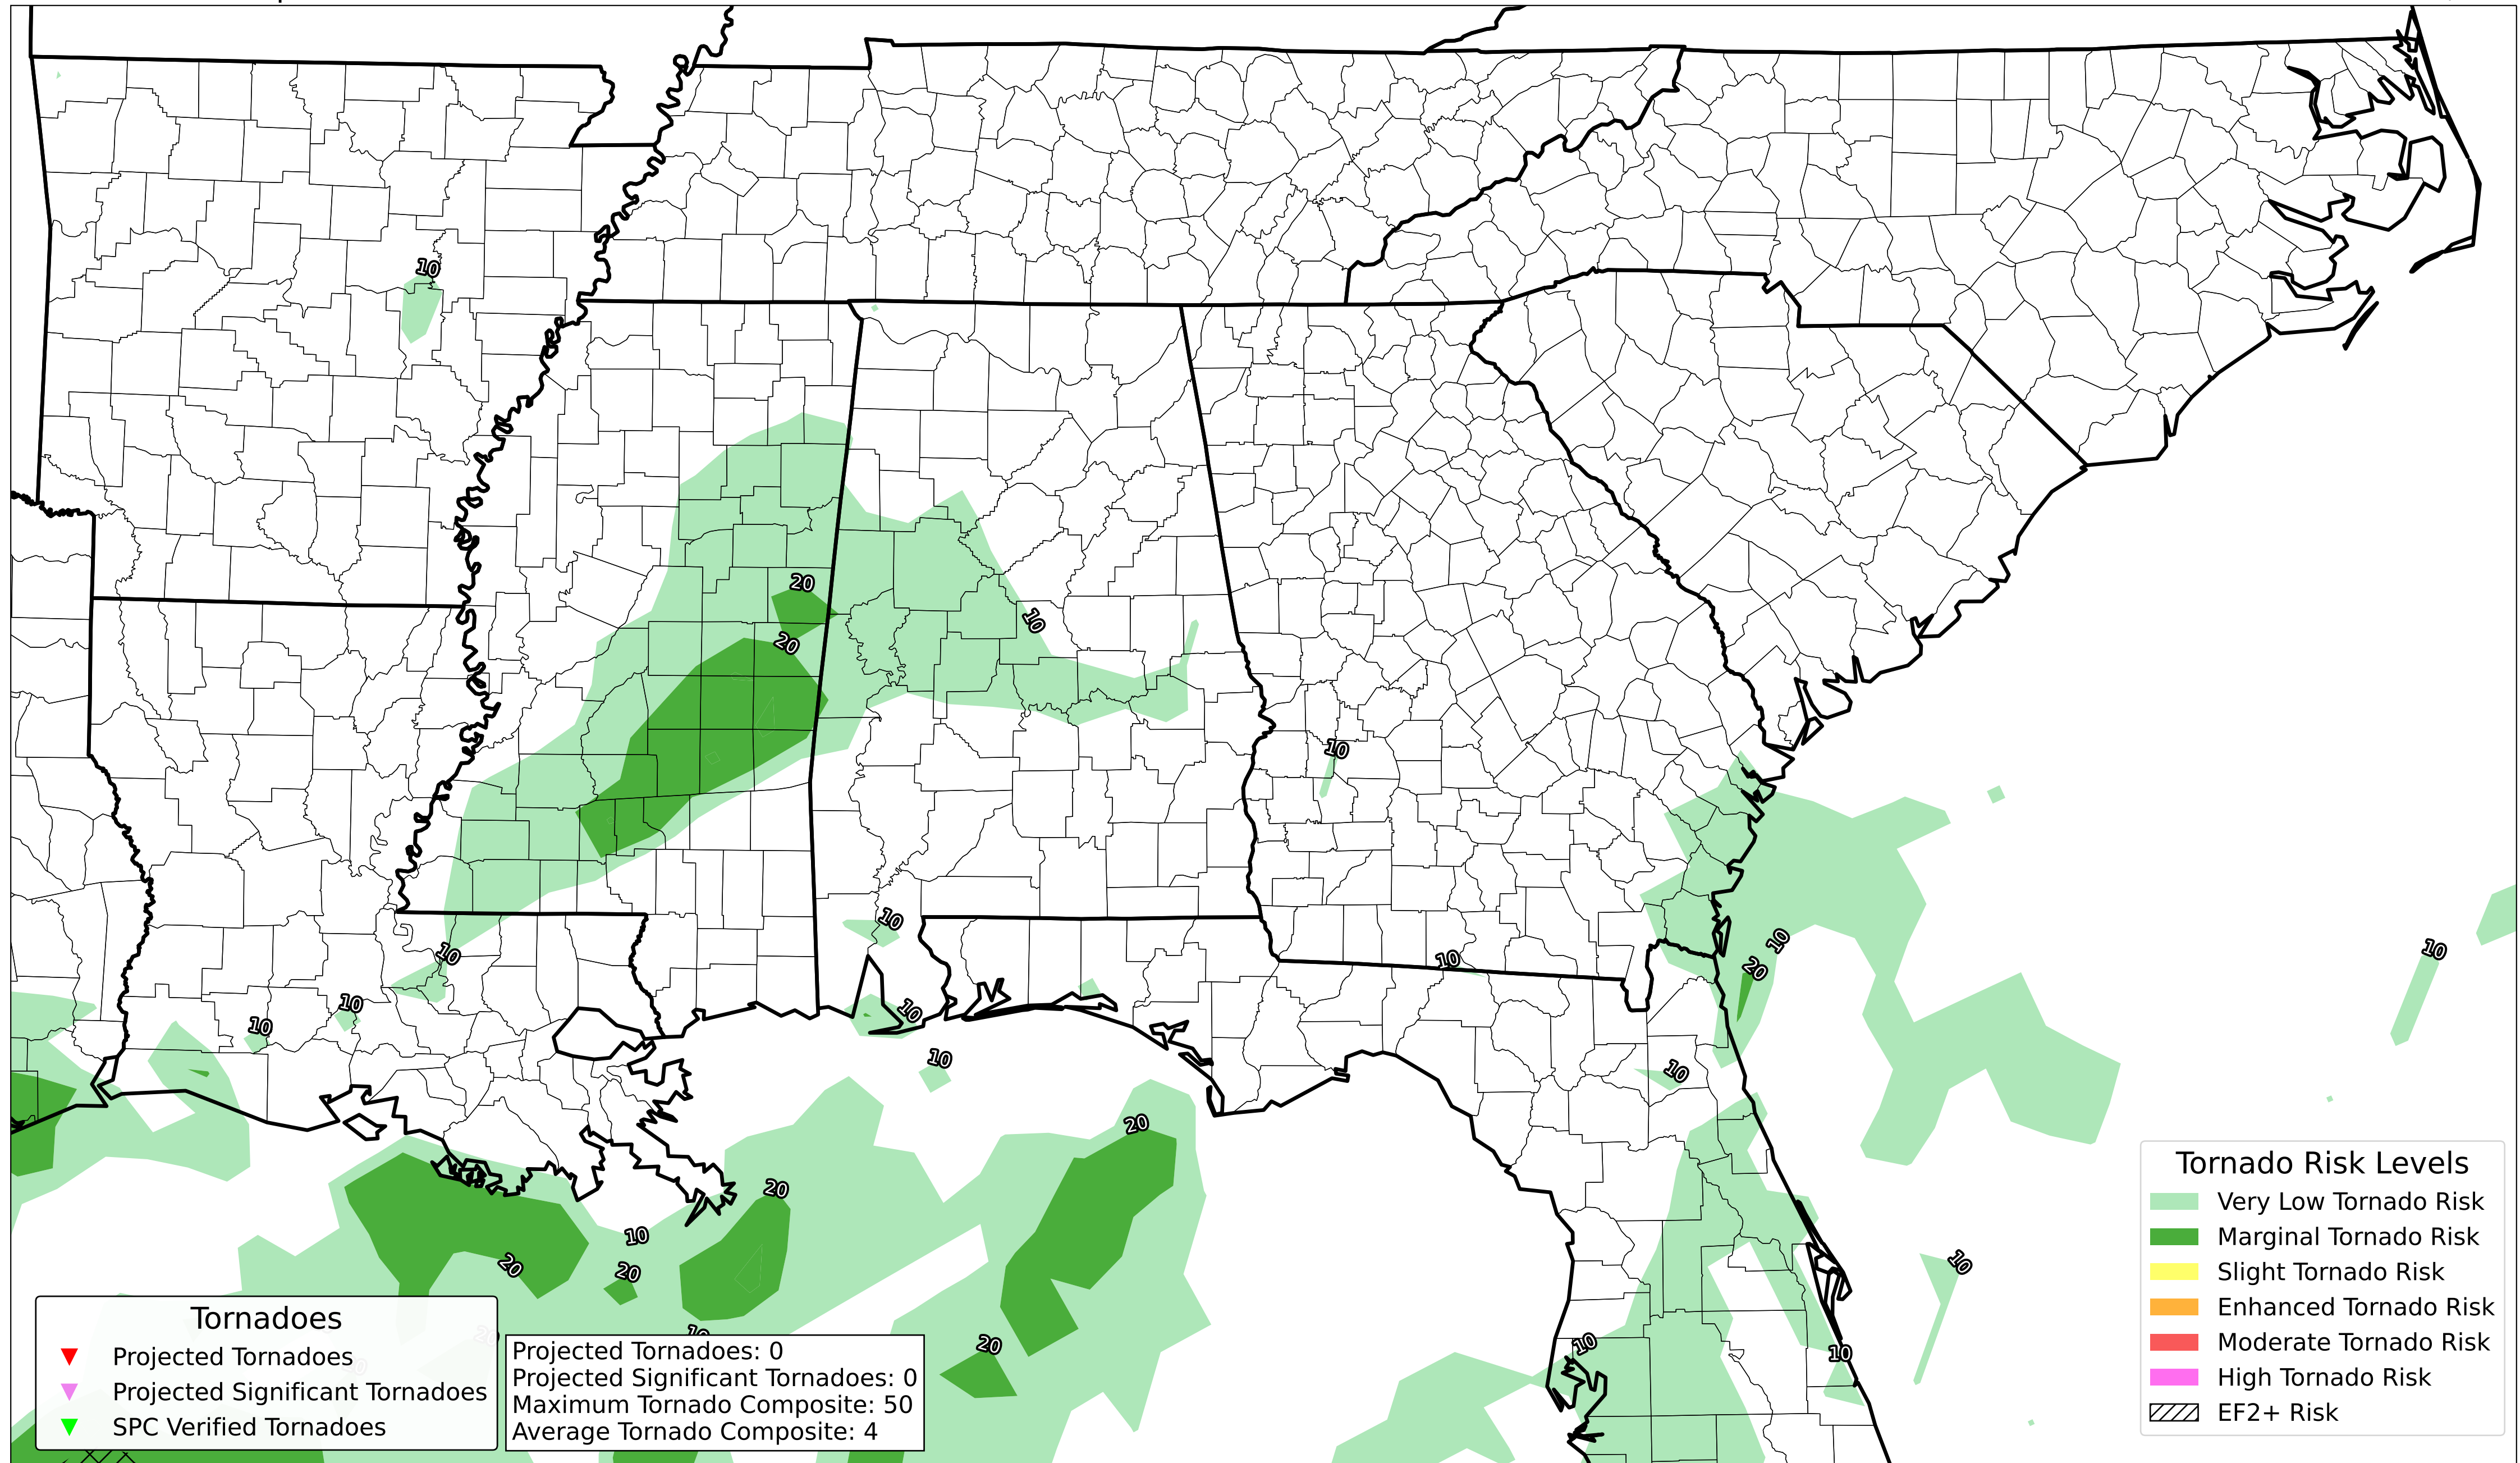 10
20
20
10
10
10
10
10
10
20
10
10
10
10
10
10
10
20
20
10
20
20
10
20
10
10
Tornado Risk Levels
Very Low Tornado Risk
Marginal Tornado Risk
Slight Tornado Risk
Enhanced Tornado Risk
Moderate Tornado Risk
High Tornado Risk
EF2+ Risk
Tornadoes
Projected Tornadoes
Projected Significant Tornadoes
SPC Verified Tornadoes
Projected Tornadoes: 0
Projected Significant Tornadoes: 0
Maximum Tornado Composite: 50
Average Tornado Composite: 4